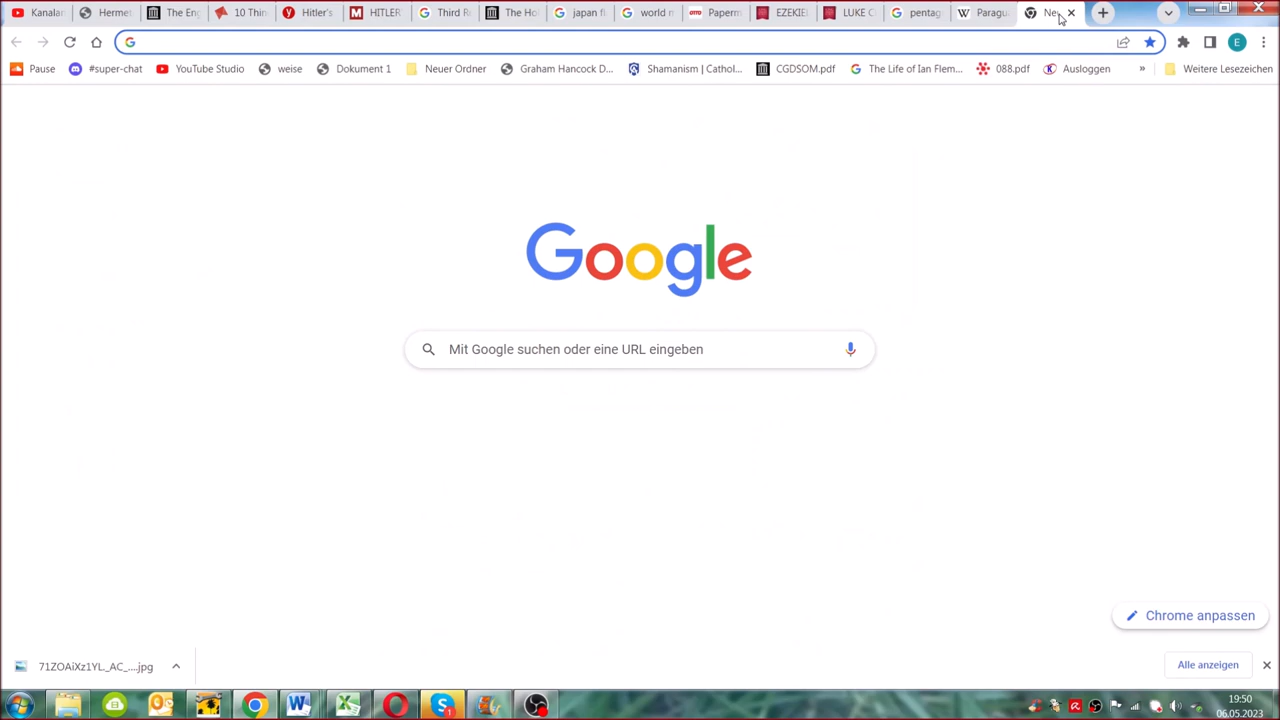 Kanalar
Hermet
The Eng
10 Thin
Hitler's
HITLER
Third Re
The Ho
japan fi
world m
Paperm
EZEKIE
LUKE C
pentag
Paragu
Ne
Pause
#super-chat
YouTube Studio
weise
Dokument 1
Neuer Ordner
Graham Hancock D...
Shamanism | Cathol...
CGDSOM.pdf
The Life of Ian Flem...
088.pdf
Ausloggen
»
Weitere Lesezeichen
Google
Mit Google suchen oder eine URL eingeben
Chrome anpassen
71ZOAiXz1YL._AC_....jpg
Alle anzeigen
19:50
06.05.2023